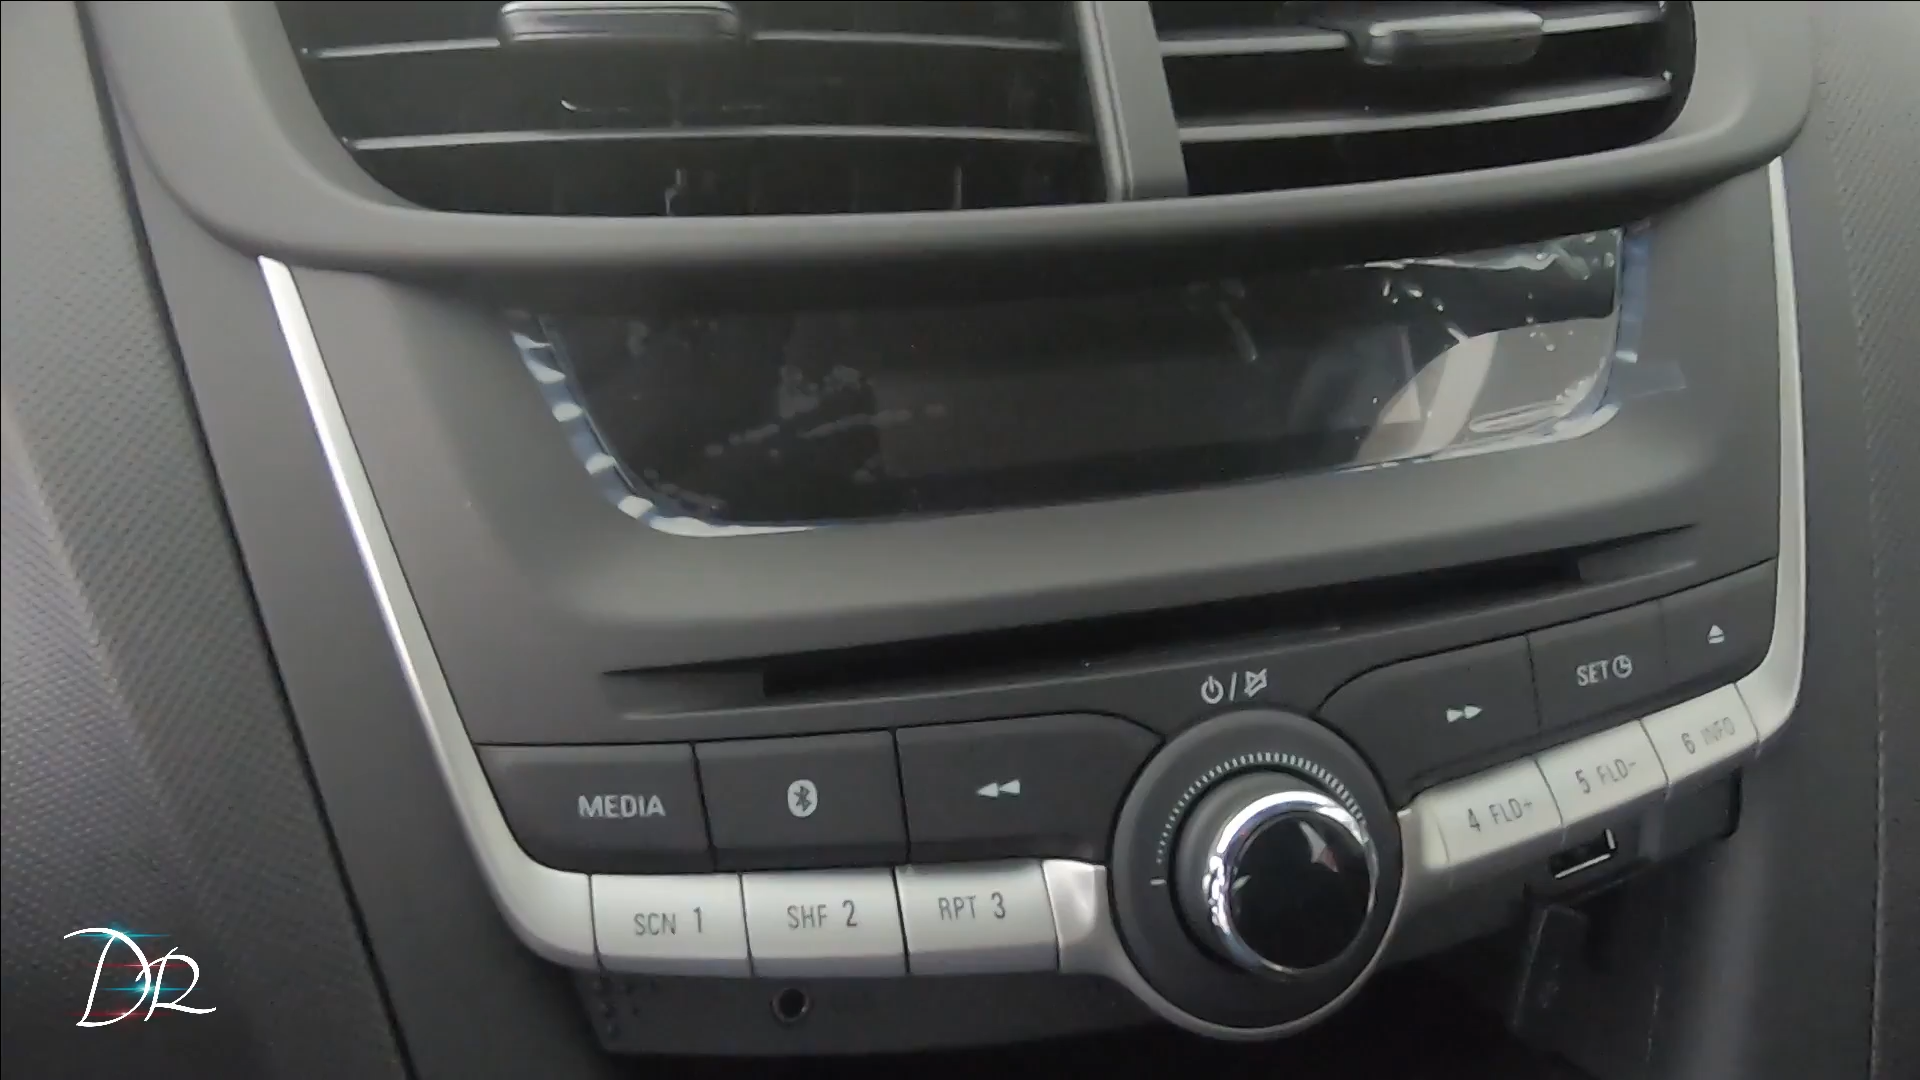 SET
MEDIA
SCN 1
SHF 2
RPT 3
4 FLD+
5 FLD-
6 INFO
DR